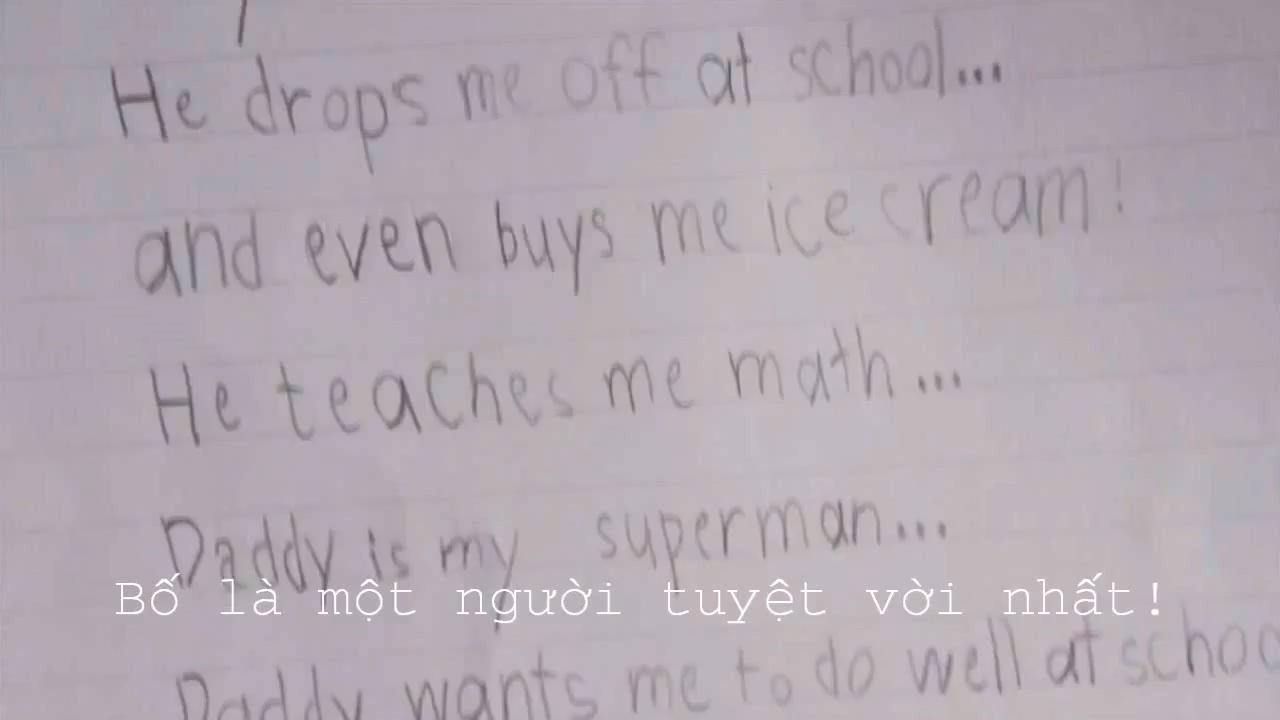 He drops me off at school...
and even buys me ice cream!
He teaches me math...
Daddy is my superman...
Bố là một người tuyệt vời nhất!
Daddy wants me to do well at schoo